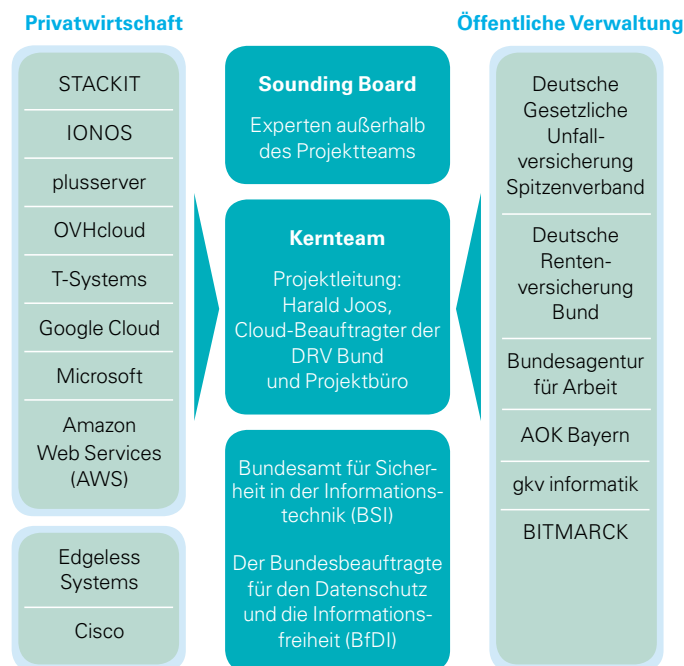 Privatwirtschaft
STACKIT
IONOS
plusserver
OVHcloud
T-Systems
Google Cloud
Microsoft
Amazon
Web Services
(AWS)
Edgeless
Systems
Cisco
Sounding Board
Experten außerhalb
des Projektteams
Kernteam
Projektleitung:
Harald Joos,
Cloud-Beauftragter der
DRV Bund
und Projektbüro
Bundesamt für Sicher-
heit in der Informations-
technik (BSI)
Der Bundesbeauftragte
für den Datenschutz
und die Informations-
freiheit (BfDI)
Öffentliche Verwaltung
Deutsche
Gesetzliche
Unfall-
versicherung
Spitzenverband
Deutsche
Renten-
versicherung
Bund
Bundesagentur
für Arbeit
AOK Bayern
gkv informatik
BITMARCK